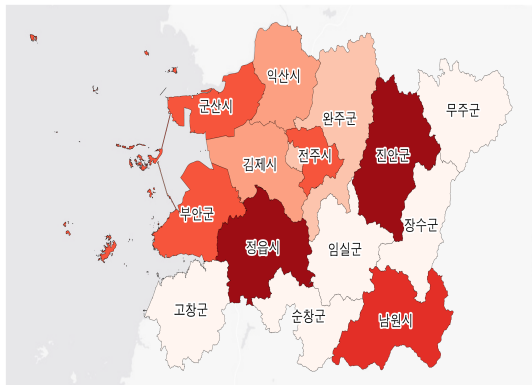 익산시
군산시
무주군
완주군
전주시
진안군
김제시
부안군
장수군
정읍시
임실군
고창군
순창군
남원시